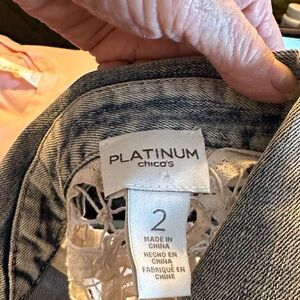 PLATINUM
chico's
2
MADE IN
CHINA
HECHO EN
CHINA
FABRIQUÉ EN
CHINE